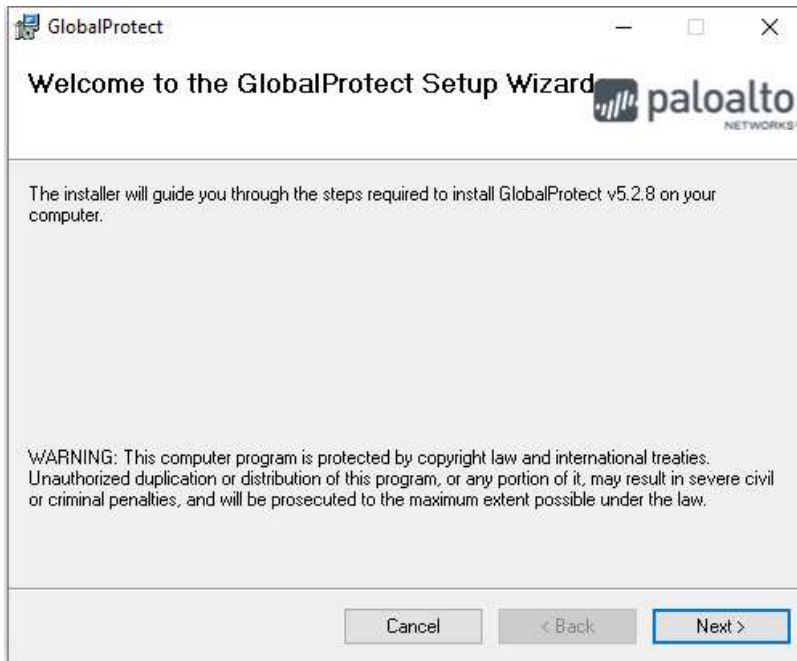 GlobalProtect
Welcome to the GlobalProtect Setup Wizard
paloalto
NETWORKS
The installer will guide you through the steps required to install GlobalProtect v5.2.8 on your
computer.
WARNING: This computer program is protected by copyright law and international treaties.
Unauthorized duplication or distribution of this program, or any portion of it, may result in severe civil
or criminal penalties, and will be prosecuted to the maximum extent possible under the law.
Cancel
< Back
Next >